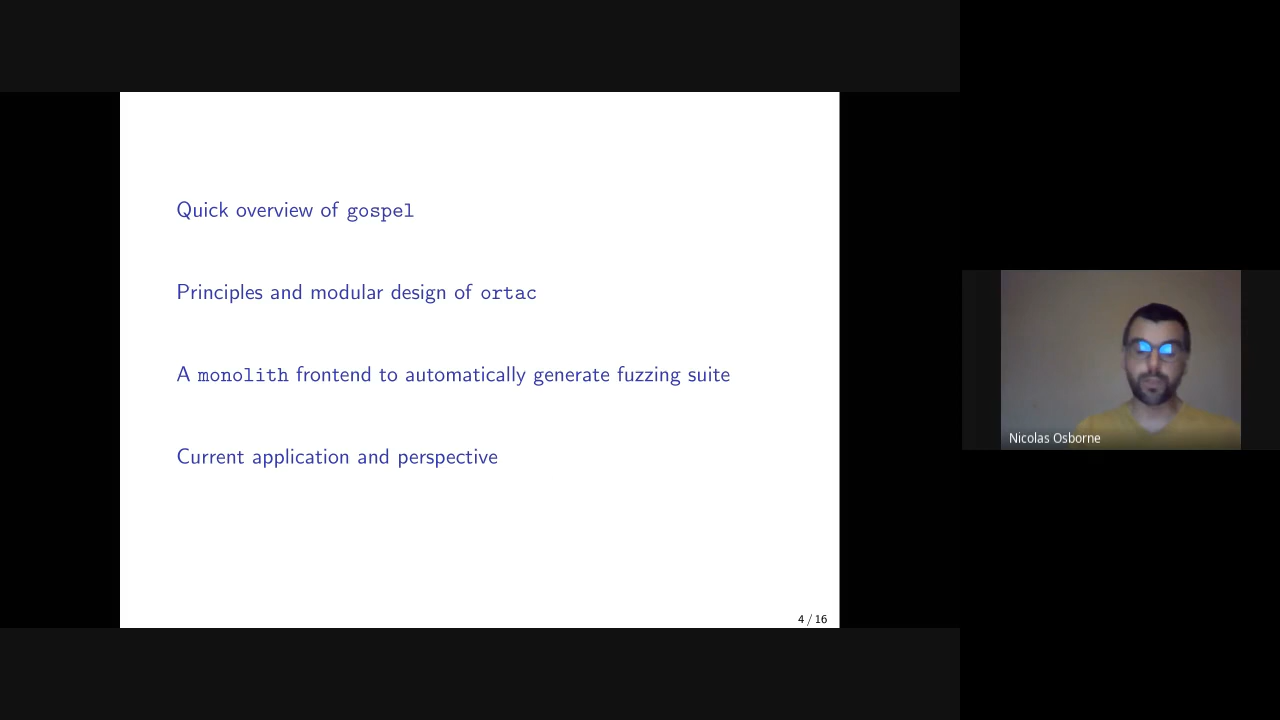 Quick overview of gospel
Principles and modular design of ortac
A monolith frontend to automatically generate fuzzing suite
Current application and perspective
4 / 16
Nicolas Osborne